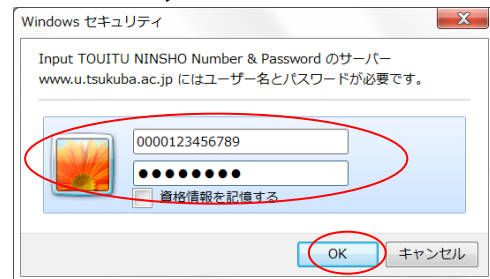 Windows セキュリティ
X
Input TOUITU NINSHO Number & Password のサーバー
www.u.tsukuba.ac.jp にはユーザー名とパスワードが必要です。
0000123456789
●●●●●●●●
資格情報を記憶する
OK
キャンセル